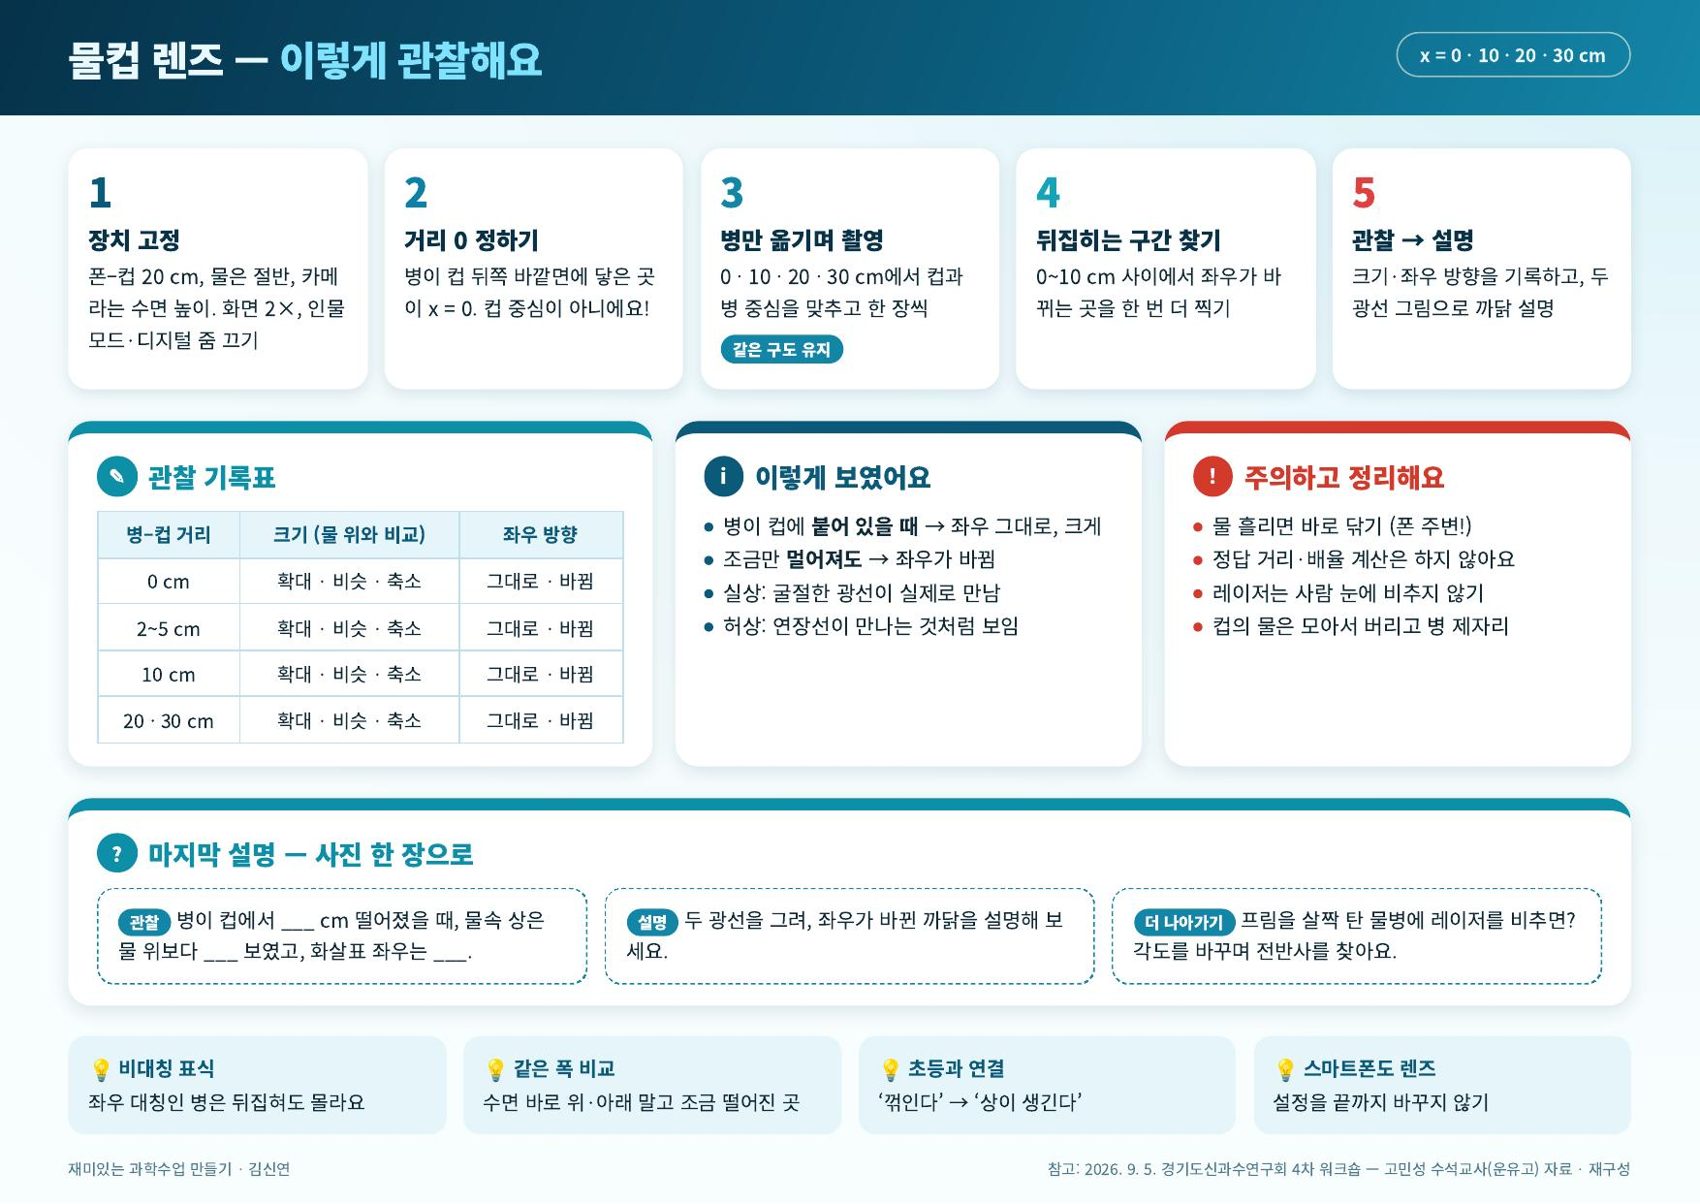 물컵 렌즈 — 이렇게 관찰해요
x = 0 · 10 · 20 · 30 cm
1
장치 고정
폰–컵 20 cm, 물은 절반, 카메
라는 수면 높이. 화면 2×, 인물
모드·디지털 줌 끄기
2
거리 0 정하기
병이 컵 뒤쪽 바깥면에 닿은 곳
이 x = 0. 컵 중심이 아니에요!
3
병만 옮기며 촬영
0 · 10 · 20 · 30 cm에서 컵과
병 중심을 맞추고 한 장씩
같은 구도 유지
4
뒤집히는 구간 찾기
0~10 cm 사이에서 좌우가 바
뀌는 곳을 한 번 더 찍기
5
관찰 → 설명
크기·좌우 방향을 기록하고, 두
광선 그림으로 까닭 설명
✎ 관찰 기록표
병–컵 거리 크기 (물 위와 비교) 좌우 방향
0 cm 확대 · 비슷 · 축소 그대로 · 바뀜
2~5 cm 확대 · 비슷 · 축소 그대로 · 바뀜
10 cm 확대 · 비슷 · 축소 그대로 · 바뀜
20 · 30 cm 확대 · 비슷 · 축소 그대로 · 바뀜
i 이렇게 보였어요
• 병이 컵에 붙어 있을 때 → 좌우 그대로, 크게
• 조금만 멀어져도 → 좌우가 바뀜
• 실상: 굴절한 광선이 실제로 만남
• 허상: 연장선이 만나는 것처럼 보임
! 주의하고 정리해요
• 물 흘리면 바로 닦기 (폰 주변!)
• 정답 거리·배율 계산은 하지 않아요
• 레이저는 사람 눈에 비추지 않기
• 컵의 물은 모아서 버리고 병 제자리
? 마지막 설명 — 사진 한 장으로
관찰 병이 컵에서 ___ cm 떨어졌을 때, 물속 상은
물 위보다 ___ 보였고, 화살표 좌우는 ___.
설명 두 광선을 그려, 좌우가 바뀐 까닭을 설명해 보
세요.
더 나아가기 프림을 살짝 탄 물병에 레이저를 비추면?
각도를 바꾸며 전반사를 찾아요.
💡 비대칭 표식
좌우 대칭인 병은 뒤집혀도 몰라요
💡 같은 폭 비교
수면 바로 위·아래 말고 조금 떨어진 곳
💡 초등과 연결
‘꺾인다’ → ‘상이 생긴다’
💡 스마트폰도 렌즈
설정을 끝까지 바꾸지 않기
재미있는 과학수업 만들기 · 김신연
참고: 2026. 9. 5. 경기도신과수연구회 4차 워크숍 — 고민성 수석교사(운유고) 자료 · 재구성